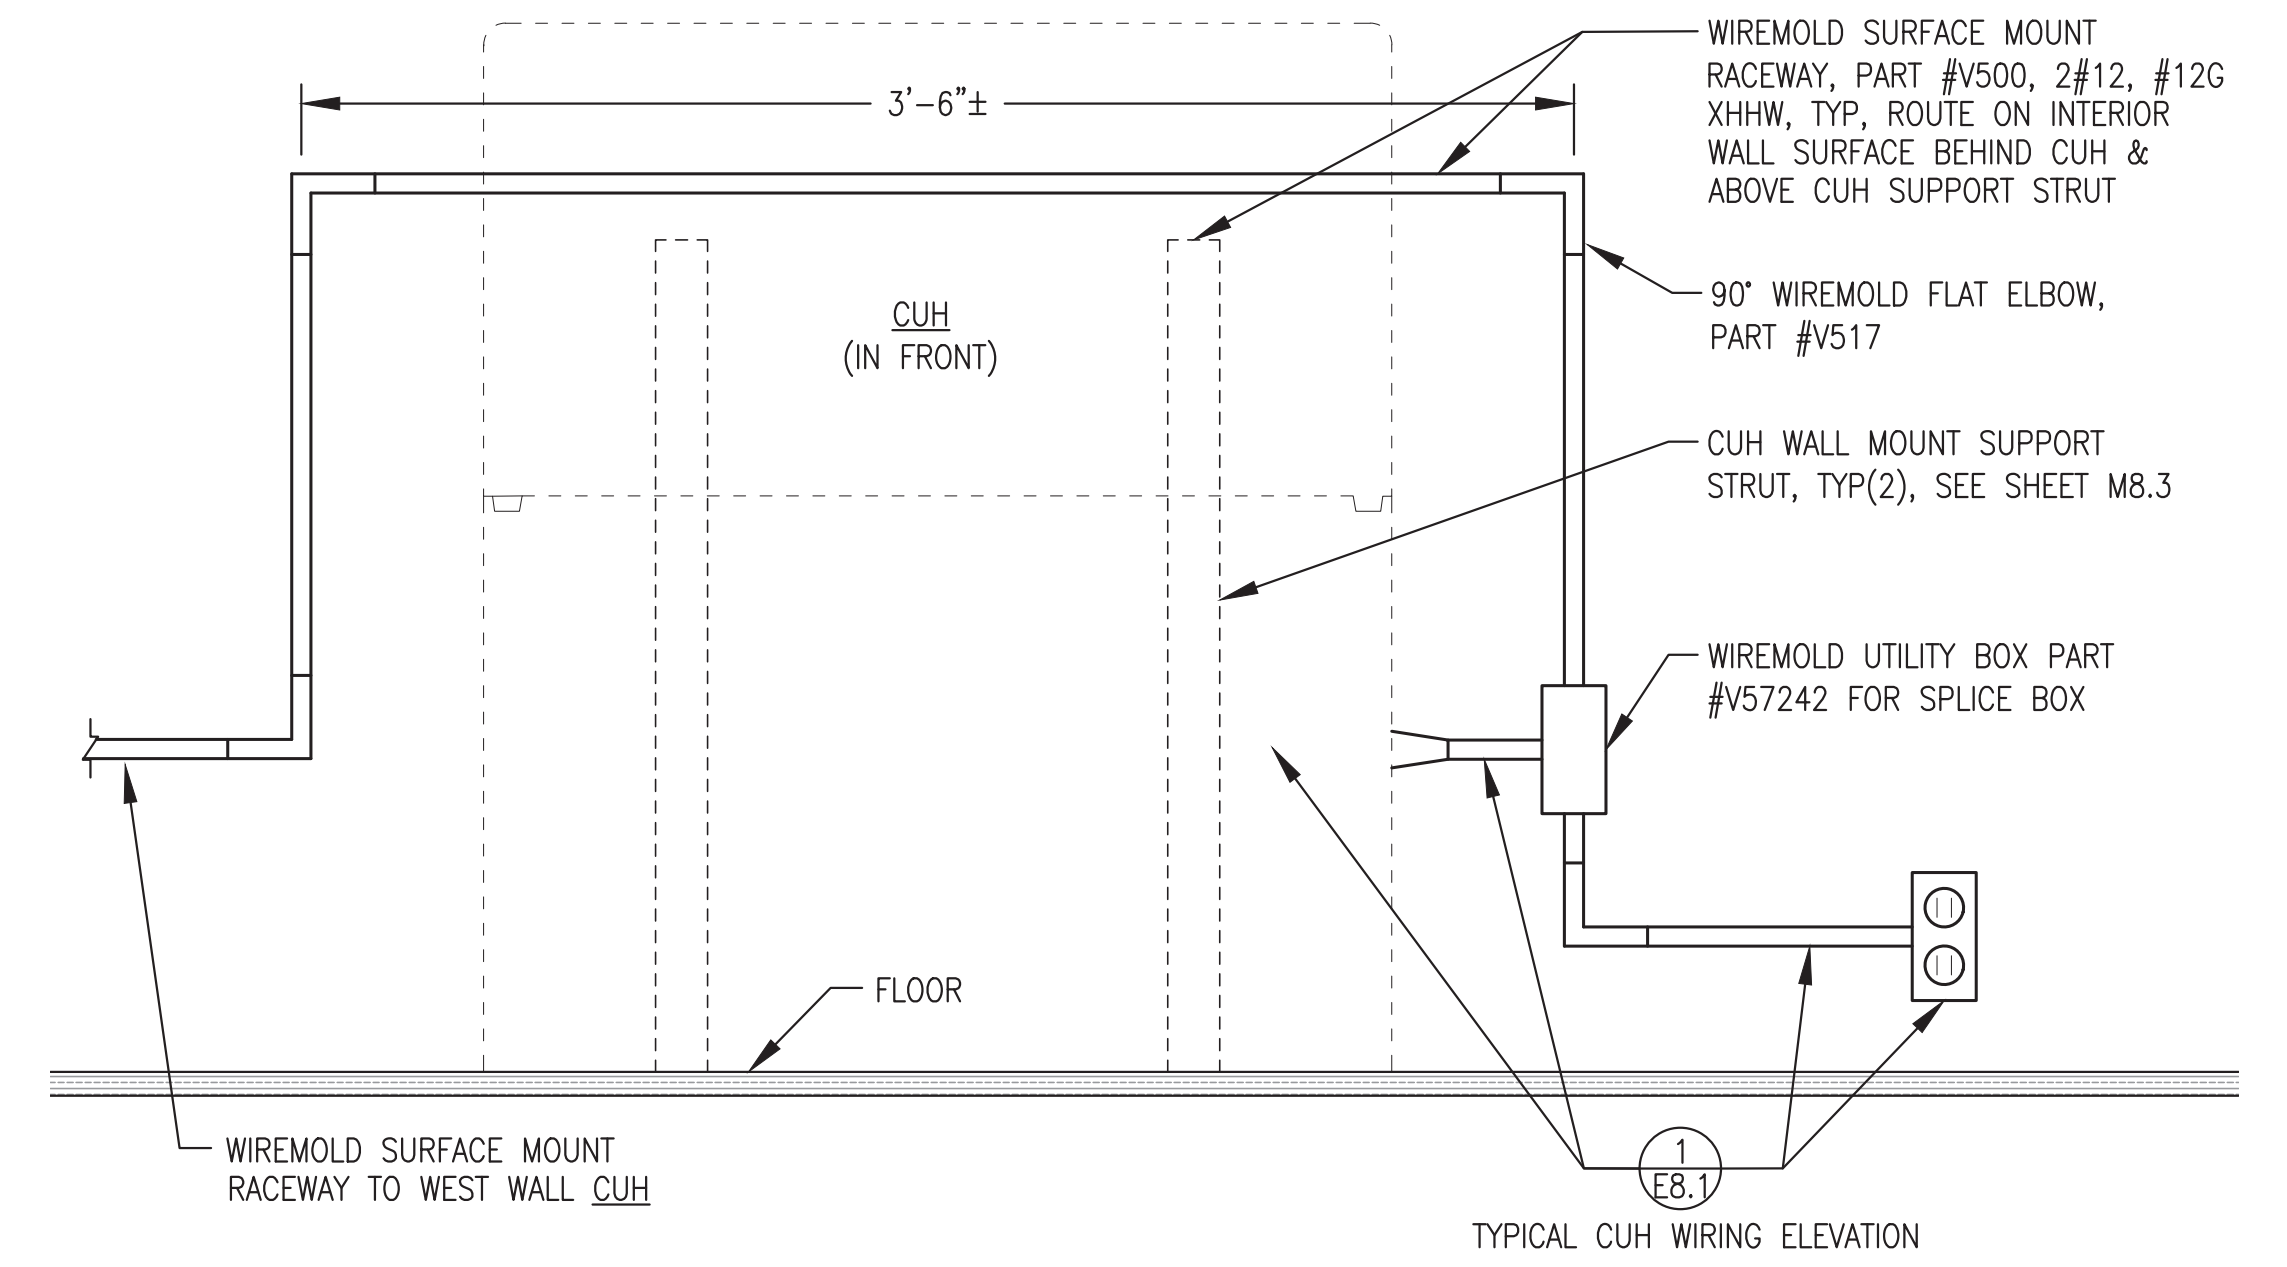 WIREMOLD SURFACE MOUNT
RACEWAY, PART #V500, 2#12, #12G
XHHW, TYP, ROUTE ON INTERIOR
WALL SURFACE BEHIND CUH &
ABOVE CUH SUPPORT STRUT
3'-6"±
90° WIREMOLD FLAT ELBOW,
PART #V517
CUH
(IN FRONT)
CUH WALL MOUNT SUPPORT
STRUT, TYP(2), SEE SHEET M8.3
WIREMOLD UTILITY BOX PART
#V57242 FOR SPLICE BOX
FLOOR
WIREMOLD SURFACE MOUNT
RACEWAY TO WEST WALL CUH
1
E8.1
TYPICAL CUH WIRING ELEVATION